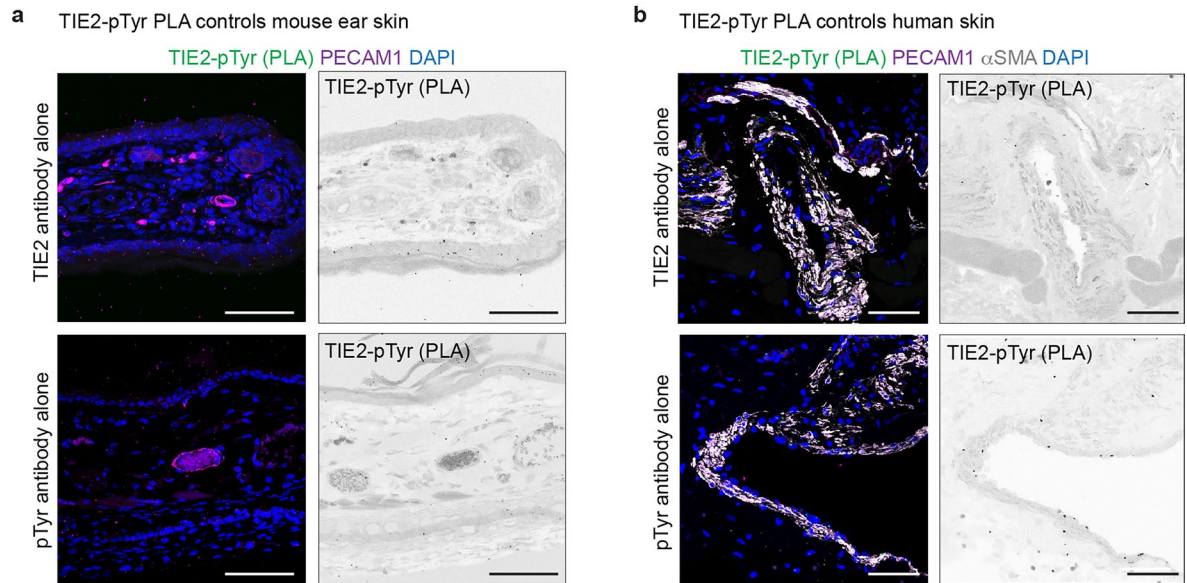 a
TIE2-pTyr PLA controls mouse ear skin
TIE2-pTyr (PLA) PECAM1 DAPI
TIE2 antibody alone
TIE2-pTyr (PLA)
pTyr antibody alone
TIE2-pTyr (PLA)
b
TIE2-pTyr PLA controls human skin
TIE2-pTyr (PLA) PECAM1 αSMA DAPI
TIE2 antibody alone
TIE2-pTyr (PLA)
pTyr antibody alone
TIE2-pTyr (PLA)